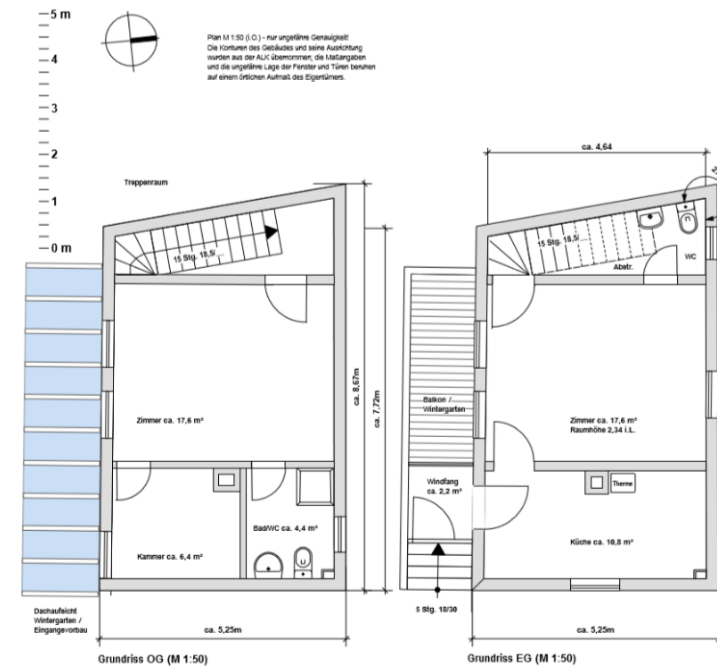 5 m
4
3
2
1
0 m
Plan M 1:50 (i.O.) - nur ungefähre Genauigkeit!
Die Konturen des Gebäudes und seine Ausrichtung
wurden aus der ALK übernommen; die Maßangaben
und die ungefähre Lage der Fenster und Türen beruhen
auf einem örtlichen Aufmaß des Eigentümers.
Treppenraum
15 Stg. 18,5/...
Zimmer ca. 17,6 m²
Kammer ca. 6,4 m²
Bad/WC ca. 4,4 m²
ca. 8,67m
ca. 7,72m
Dachaufsicht
Wintergarten /
Eingangsvorbau
ca. 5,25m
Grundriss OG (M 1:50)
ca. 4,64
15 Stg. 18,5/...
Abstr.
WC
Balkon /
Wintergarten
Zimmer ca. 17,6 m²
Raumhöhe 2,34 i.L.
Windfang
ca. 2,2 m²
Therme
Küche ca. 10,8 m²
5 Stg. 18/30
ca. 5,25m
Grundriss EG (M 1:50)